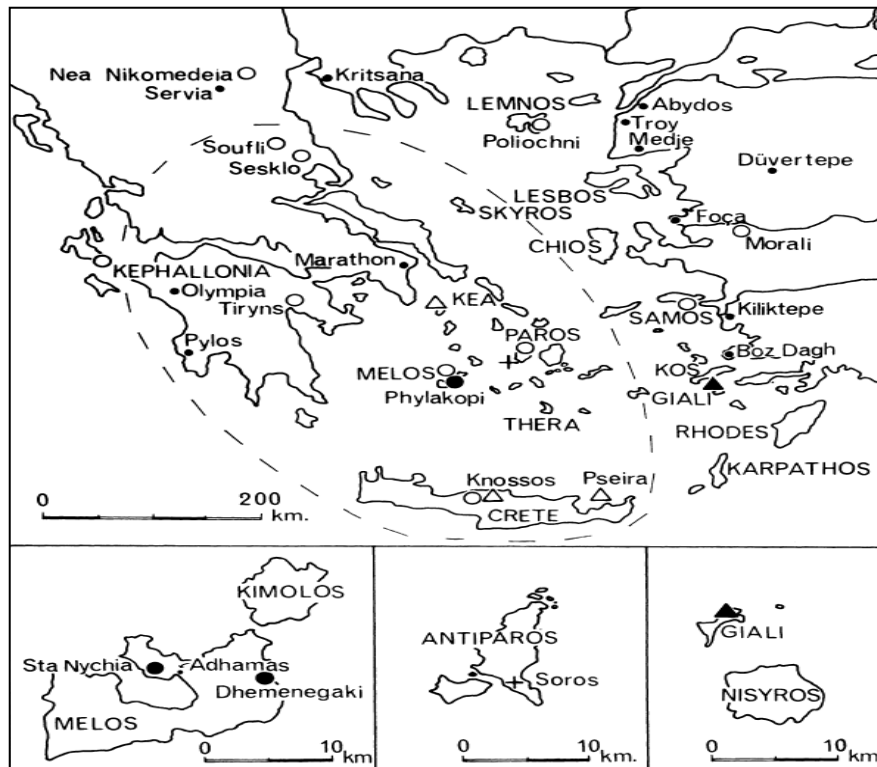 Nea Nikomedeia
Servia
Kritsana
LEMNOS
Poliochni
Abydos
Troy
Medje
Düvertepe
Soufli
Sesklo
LESBOS
SKYROS
Foça
CHIOS
Morali
Marathon
KEPHALLONIA
Olympia
Tiryns
KEA
SAMOS
Kiliktepe
PAROS
Pylos
Boz Dagh
MELOS
KOS
Phylakopi
GIALI
THERA
RHODES
KARPATHOS
Knossos
Pseira
CRETE
0 200
km.
KIMOLOS
Sta Nychia
Adhamas
Dhemenegaki
MELOS
0 10
km
ANTIPAROS
Soros
0 10
km.
GIALI
NISYROS
0 10
km.